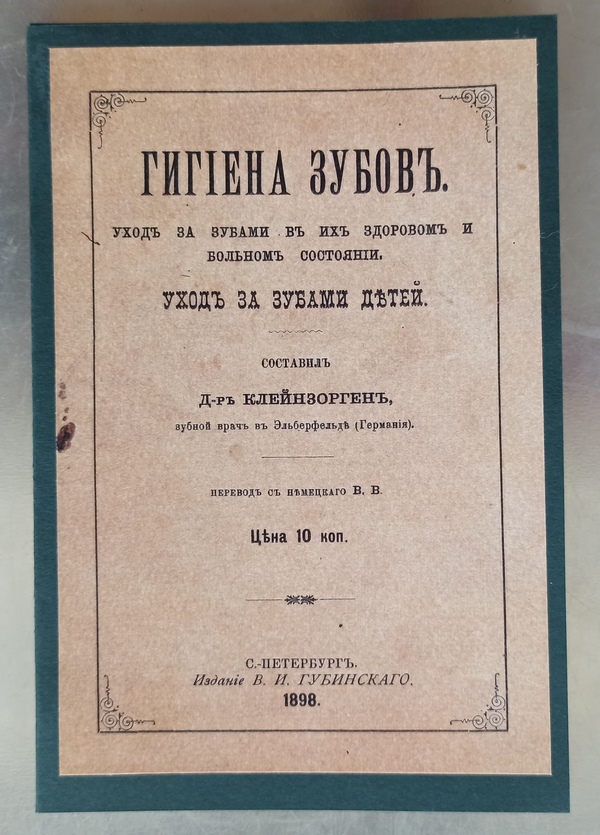 ГИГІЕНА ЗУБОВЪ.
УХОДЪ ЗА ЗУБАМИ ВЪ ИХЪ ЗДОРОВОМЪ И
БОЛЬНОМЪ СОСТОЯНІИ.
УХОДЪ ЗА ЗУБАМИ ДѢТЕЙ.
СОСТАВИЛЪ
Д-РЪ КЛЕЙНЗОРГЕНЪ,
зубной врачъ въ Эльберфельдѣ (Германія).
ПЕРЕВОДЪ СЪ НѢМЕЦКАГО В. В.
Цѣна 10 коп.
С.-ПЕТЕРБУРГЪ.
Изданіе В. И. ГУБИНСКАГО.
1898.